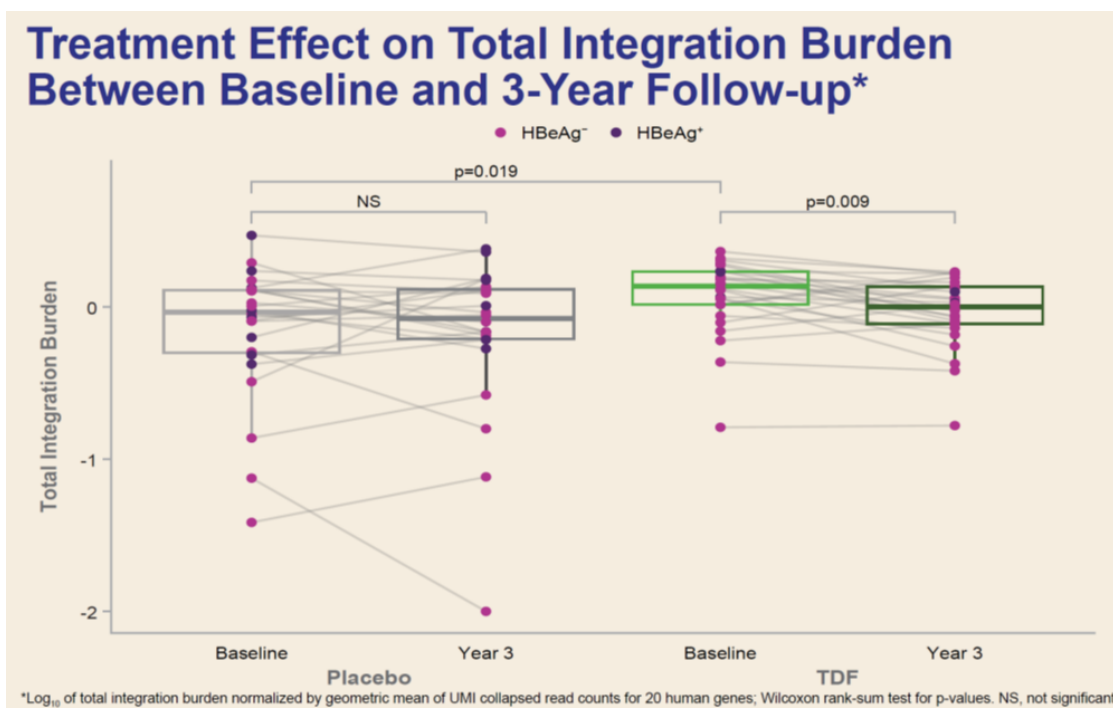 Treatment Effect on Total Integration Burden
Between Baseline and 3-Year Follow-up*
HBeAg⁻ HBeAg⁺
p=0.019
NS
p=0.009
Total Integration Burden
0
-1
-2
Baseline Year 3 Baseline Year 3
Placebo TDF
*Log₁₀ of total integration burden normalized by geometric mean of UMI collapsed read counts for 20 human genes; Wilcoxon rank-sum test for p-values. NS, not significant